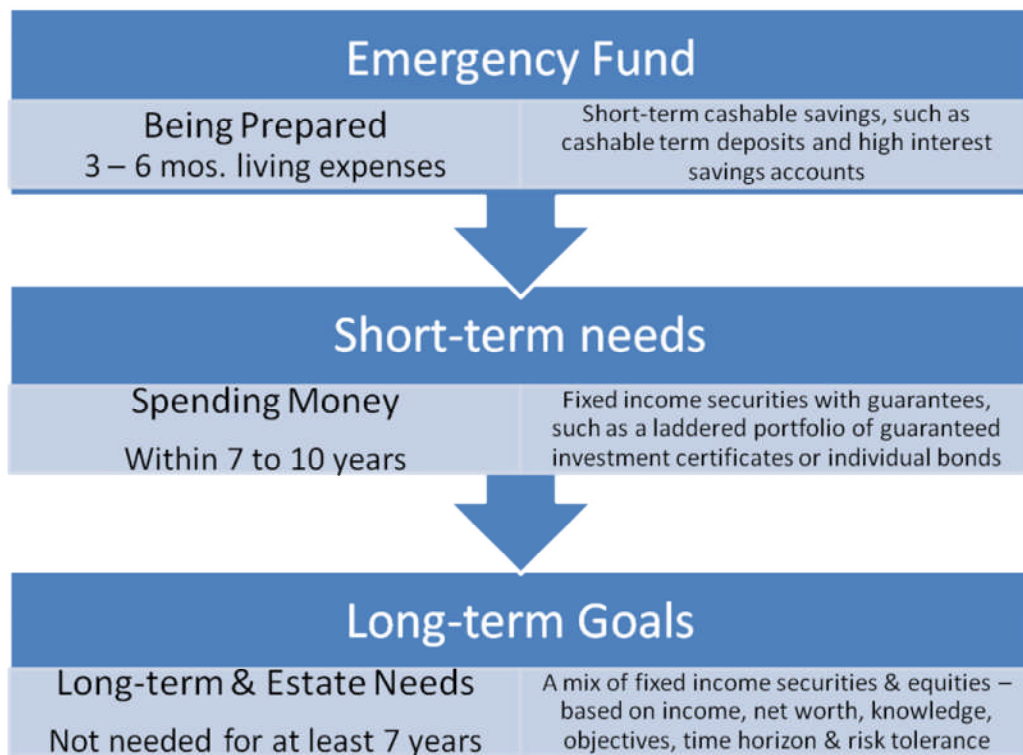 Emergency Fund
Being Prepared
3 – 6 mos. living expenses
Short-term cashable savings, such as
cashable term deposits and high interest
savings accounts
Short-term needs
Spending Money
Within 7 to 10 years
Fixed income securities with guarantees,
such as a laddered portfolio of guaranteed
investment certificates or individual bonds
Long-term Goals
Long-term & Estate Needs
Not needed for at least 7 years
A mix of fixed income securities & equities –
based on income, net worth, knowledge,
objectives, time horizon & risk tolerance